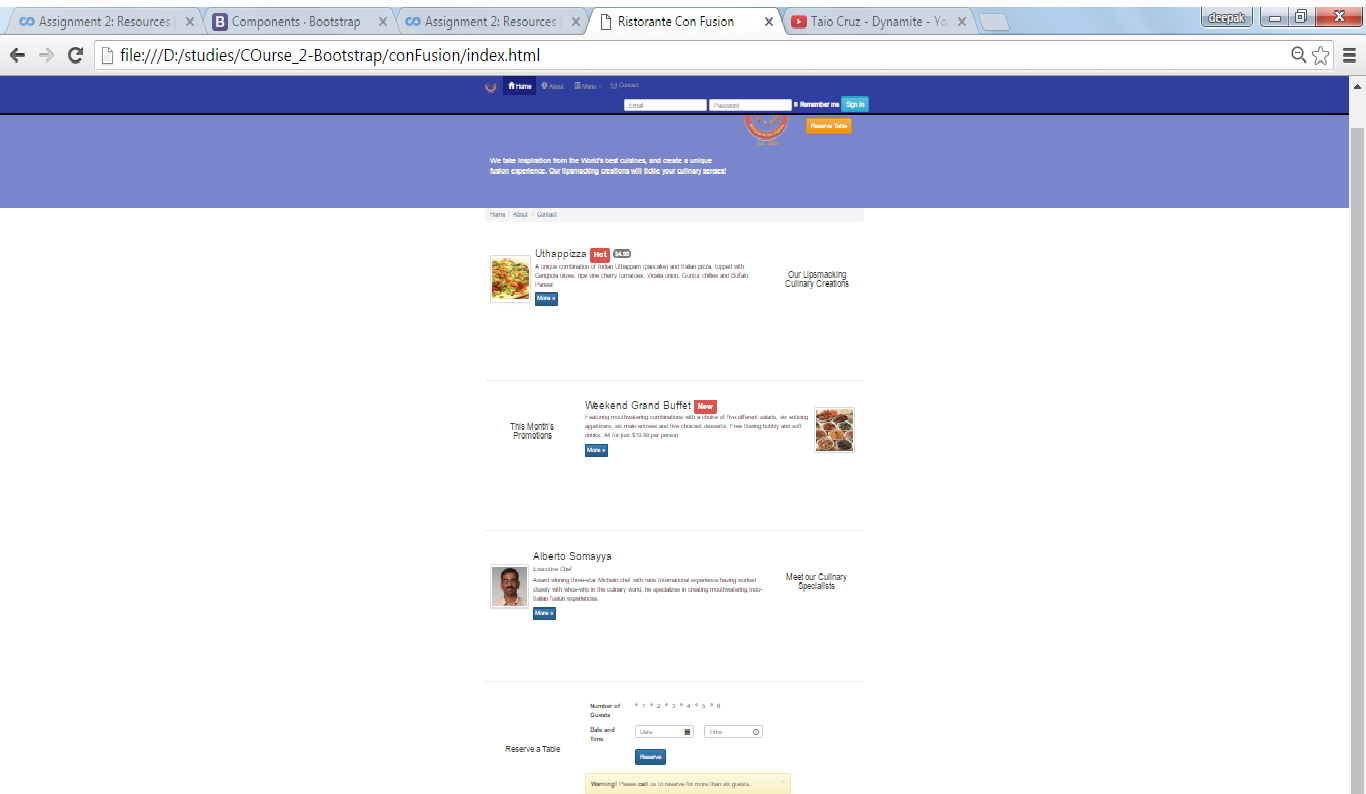 Assignment 2: Resources
Components · Bootstrap
Assignment 2: Resources
Ristorante Con Fusion
Taio Cruz - Dynamite - Yo
deepak
file:///D:/studies/COurse_2-Bootstrap/conFusion/index.html
Home About Menu Contact
Email Password Remember me Sign In
Reserve Table
We take inspiration from the World's best cuisines, and create a unique
fusion experience. Our lipsmacking creations will tickle your culinary senses!
Home / About / Contact
Uthappizza Hot $4.99
A unique combination of Indian Uthappam (pancake) and Italian pizza, topped with
Cerignola olives, ripe vine cherry tomatoes, Vidalia onion, Guntur chillies and Buffalo
Paneer.
More »
Our Lipsmacking
Culinary Creations
This Month's
Promotions
Weekend Grand Buffet New
Featuring mouthwatering combinations with a choice of five different salads, six enticing
appetizers, six main entrees and five choicest desserts. Free flowing bubbly and soft
drinks. All for just $19.99 per person
More »
Alberto Somayya
Executive Chef
Award winning three-star Michelin chef with wide International experience having worked
closely with whos-who in the culinary world, he specializes in creating mouthwatering Indo-
Italian fusion experiences.
More »
Meet our Culinary
Specialists
Reserve a Table
Number of
Guests
1 2 3 4 5 6
Date and
Time
Date Time
Reserve
Warning! Please call us to reserve for more than six guests. ×